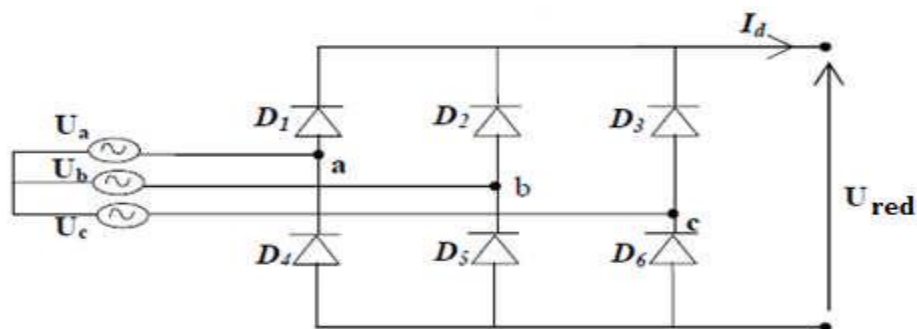 I_d
D_1 D_2 D_3
U_a
a
U_b
b
U_red
c
U_c
D_4 D_5 D_6